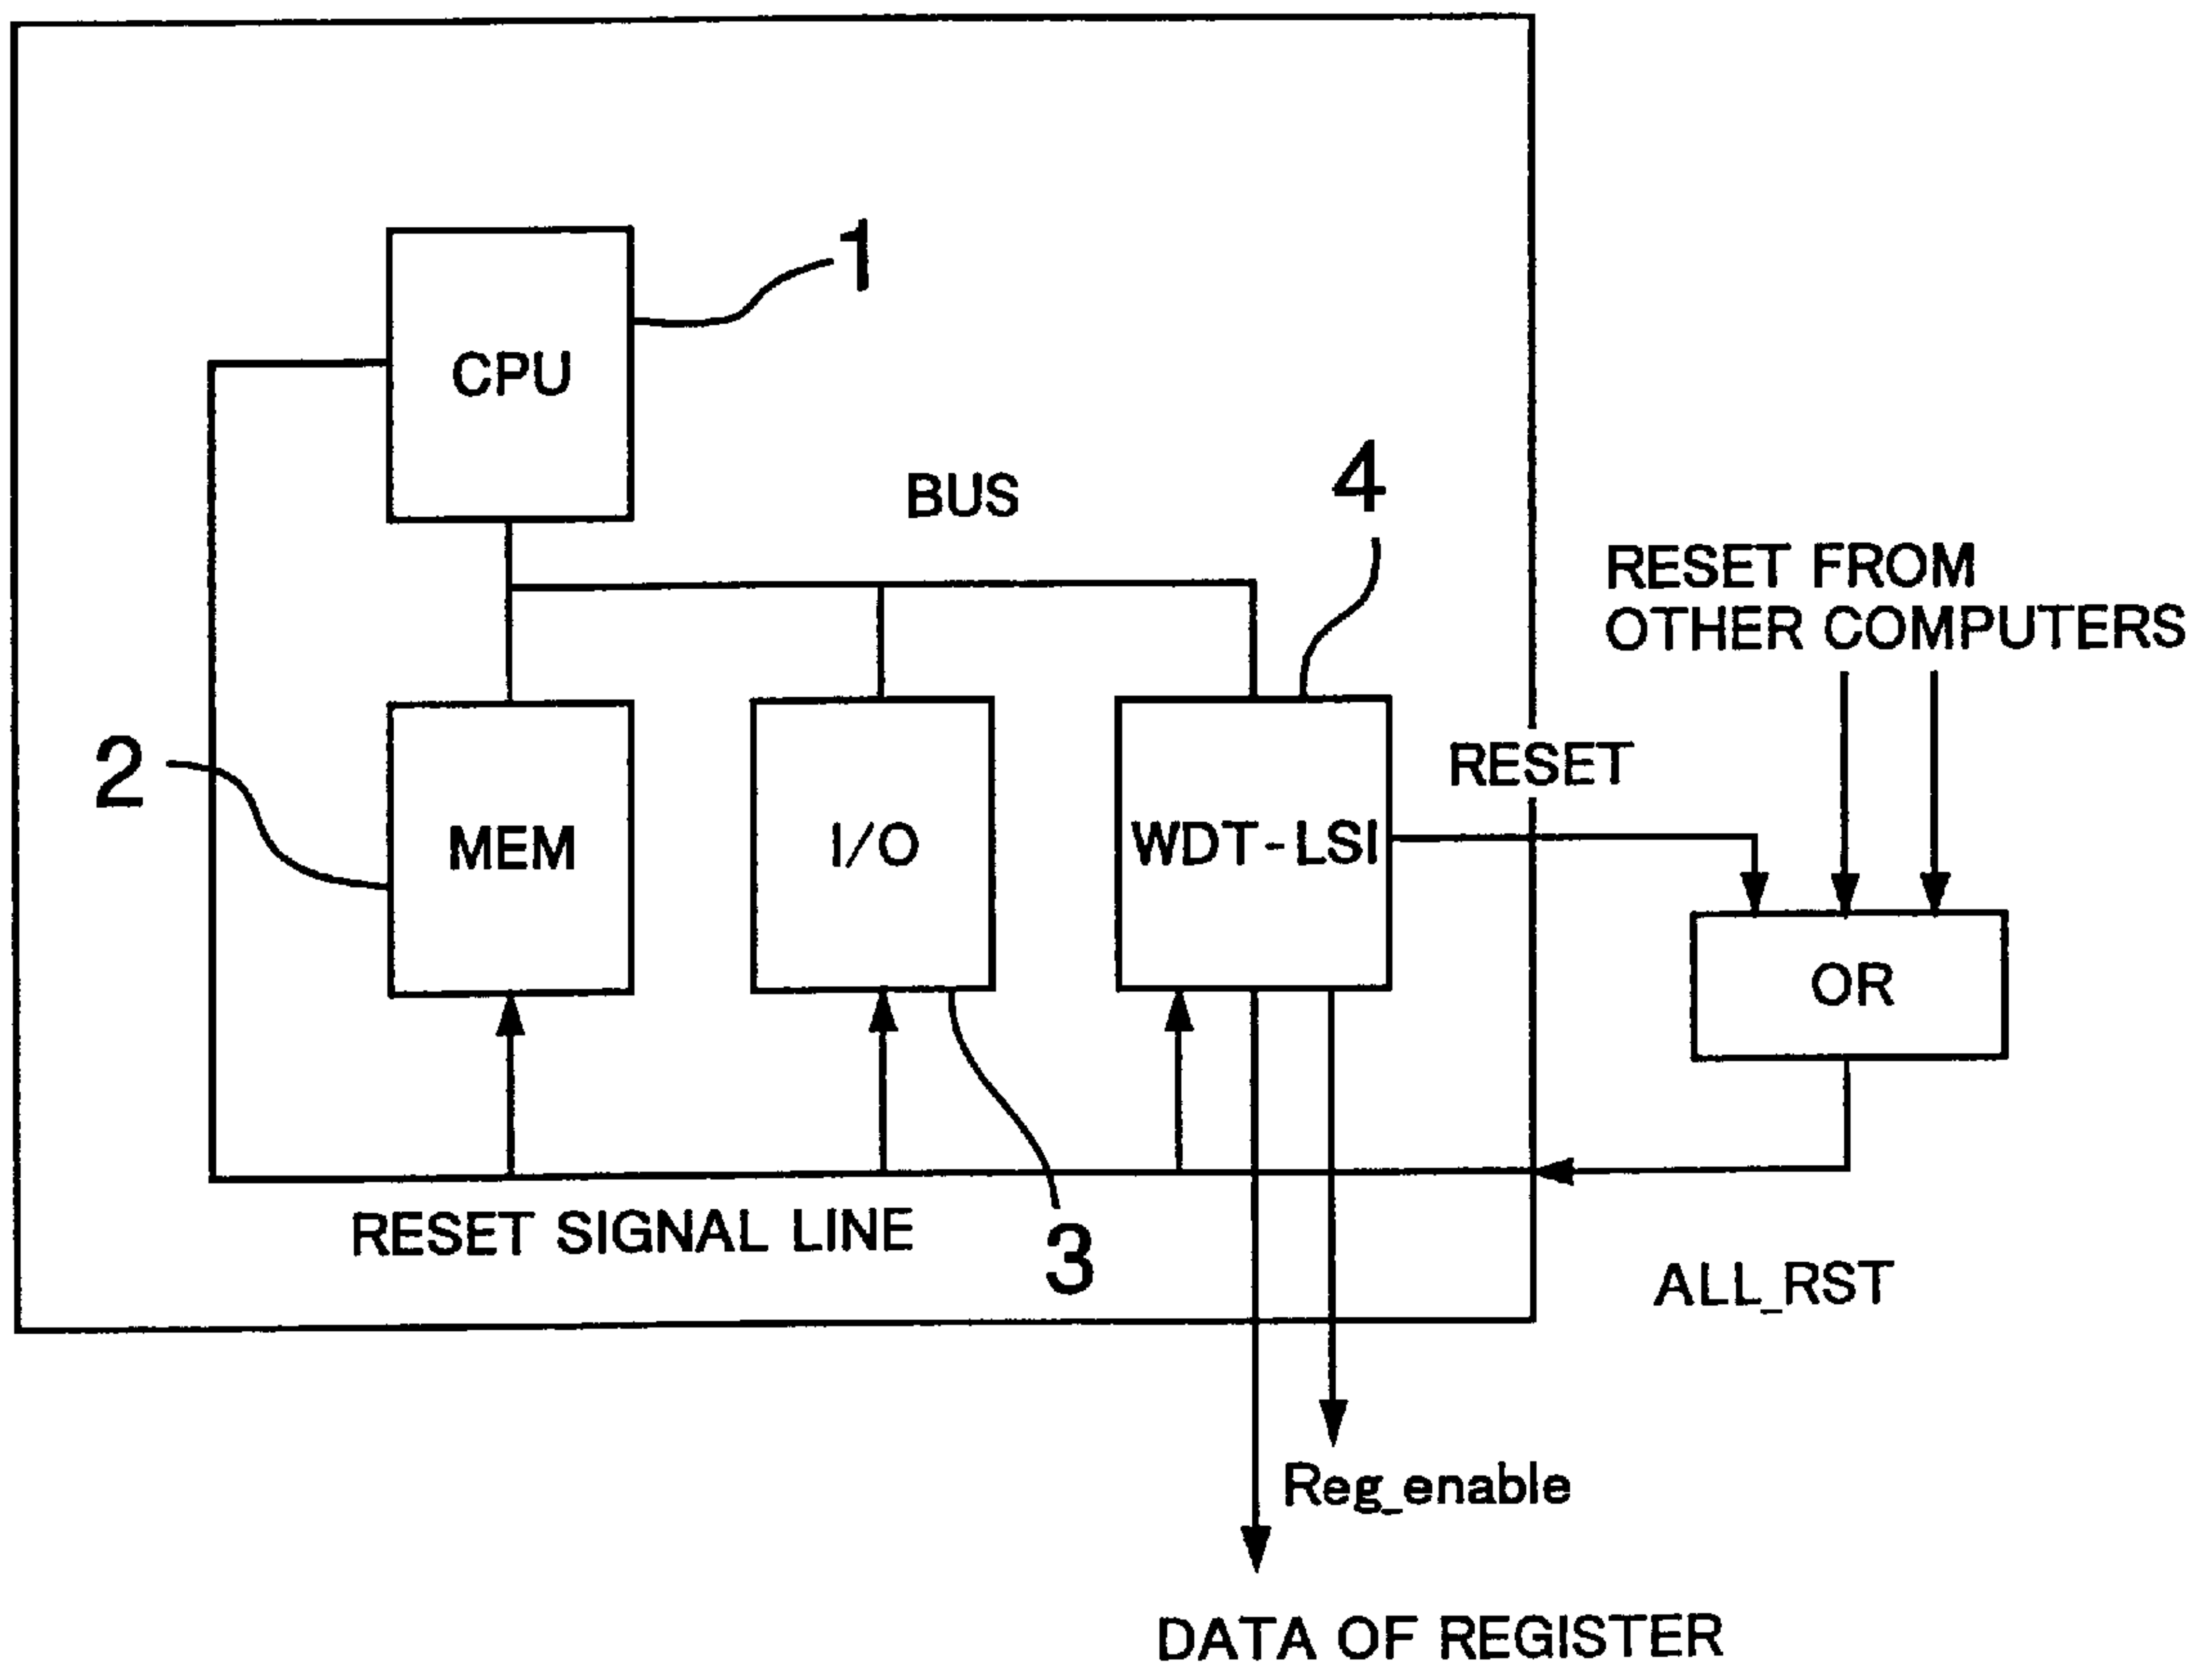 1
CPU
BUS
4
RESET FROM
OTHER COMPUTERS
2
RESET
MEM
I/O
WDT-LSI
OR
RESET SIGNAL LINE
3
ALL_RST
Reg_enable
DATA OF REGISTER